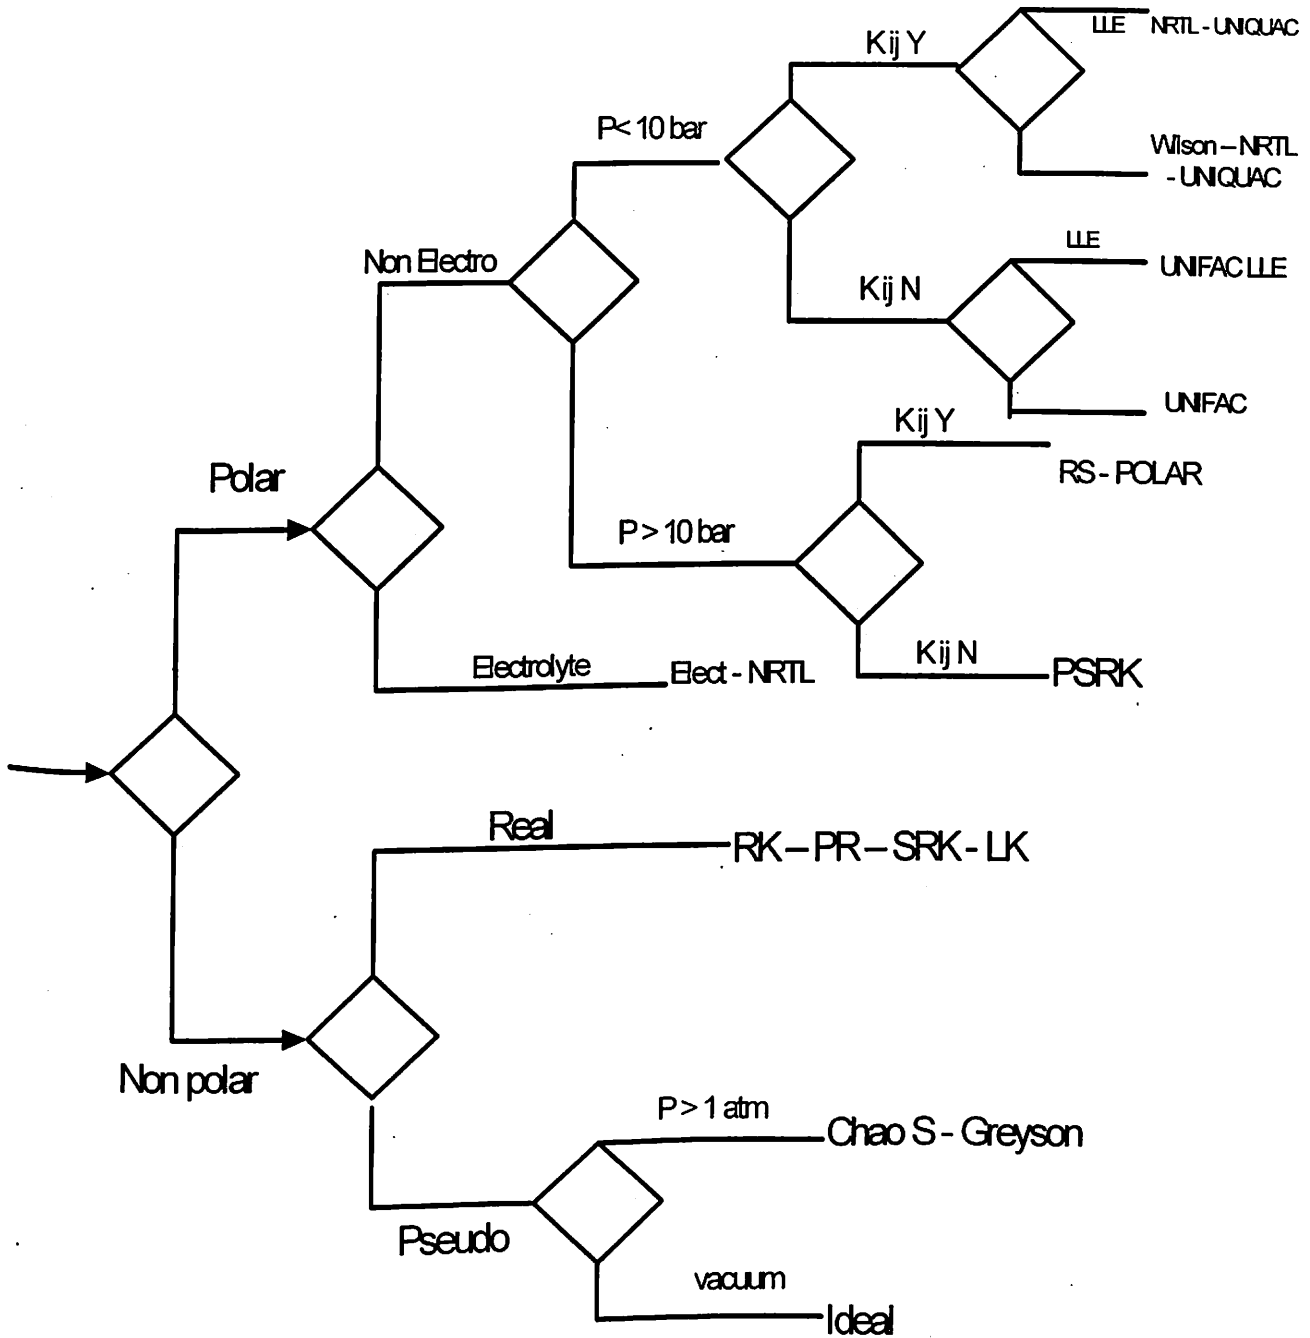 Kij Y
LLE
NRTL - UNIQUAC
P< 10 bar
Wilson – NRTL
- UNIQUAC
Non Electro
LLE
UNIFAC LLE
Kij N
UNIFAC
Kij Y
Polar
RS - POLAR
P > 10 bar
Kij N
Electrolyte
Elect - NRTL
PSRK
Real
RK – PR – SRK - LK
Non polar
P > 1 atm
Chao S - Greyson
Pseudo
vacuum
Ideal